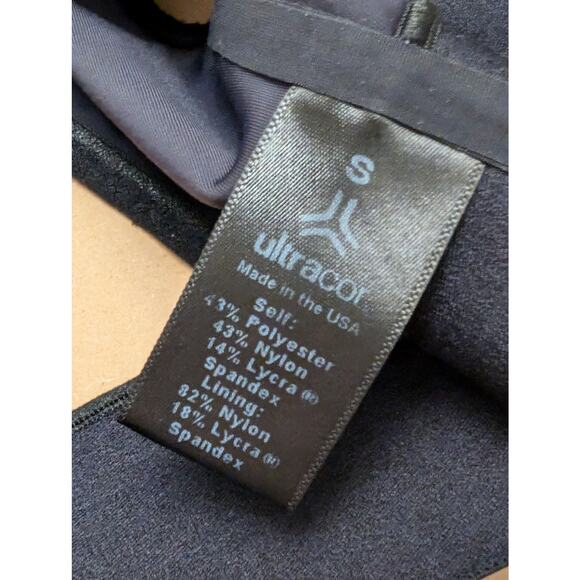 S
ultracor
Made in the USA
Self:
43% Polyester
43% Nylon
14% Lycra®
Spandex
Lining:
82% Nylon
18% Lycra®
Spandex